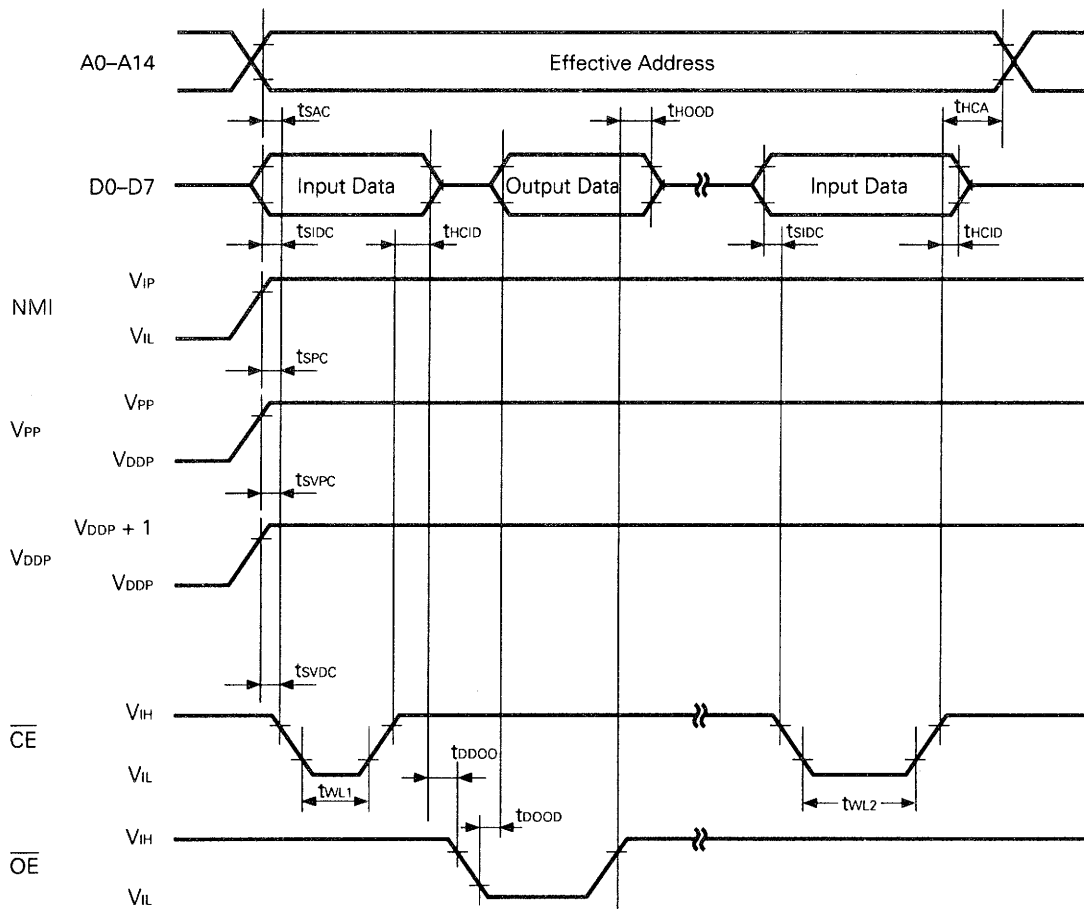 A0–A14
Effective Address
tSAC
tHOOD
tHCA
D0–D7
Input Data
Output Data
Input Data
tSIDC
tHCID
tSIDC
tHCID
NMI
VIP
VIL
tSPC
VPP
VPP
VDDP
tSVPC
VDDP + 1
VDDP
VDDP
tSVDC
CE
VIH
VIL
tWL1
tDDOO
tWL2
tDOOD
OE
VIH
VIL